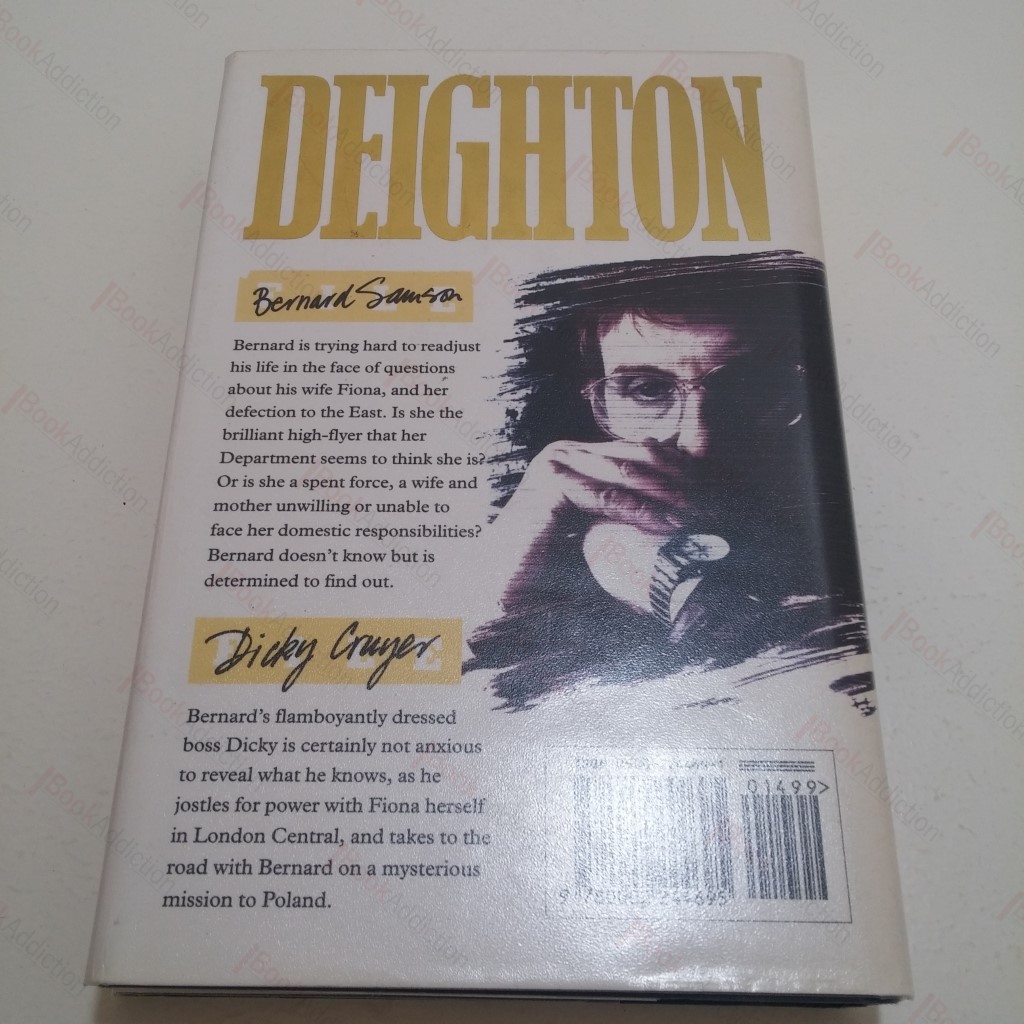 DEIGHTON
Bernard Samson
Bernard is trying hard to readjust
his life in the face of questions
about his wife Fiona, and her
defection to the East. Is she the
brilliant high-flyer that her
Department seems to think she is?
Or is she a spent force, a wife and
mother unwilling or unable to
face her domestic responsibilities?
Bernard doesn't know but is
determined to find out.
Dicky Cruyer
Bernard's flamboyantly dressed
boss Dicky is certainly not anxious
to reveal what he knows, as he
jostles for power with Fiona herself
in London Central, and takes to the
road with Bernard on a mysterious
mission to Poland.
01499>
BookAddiction